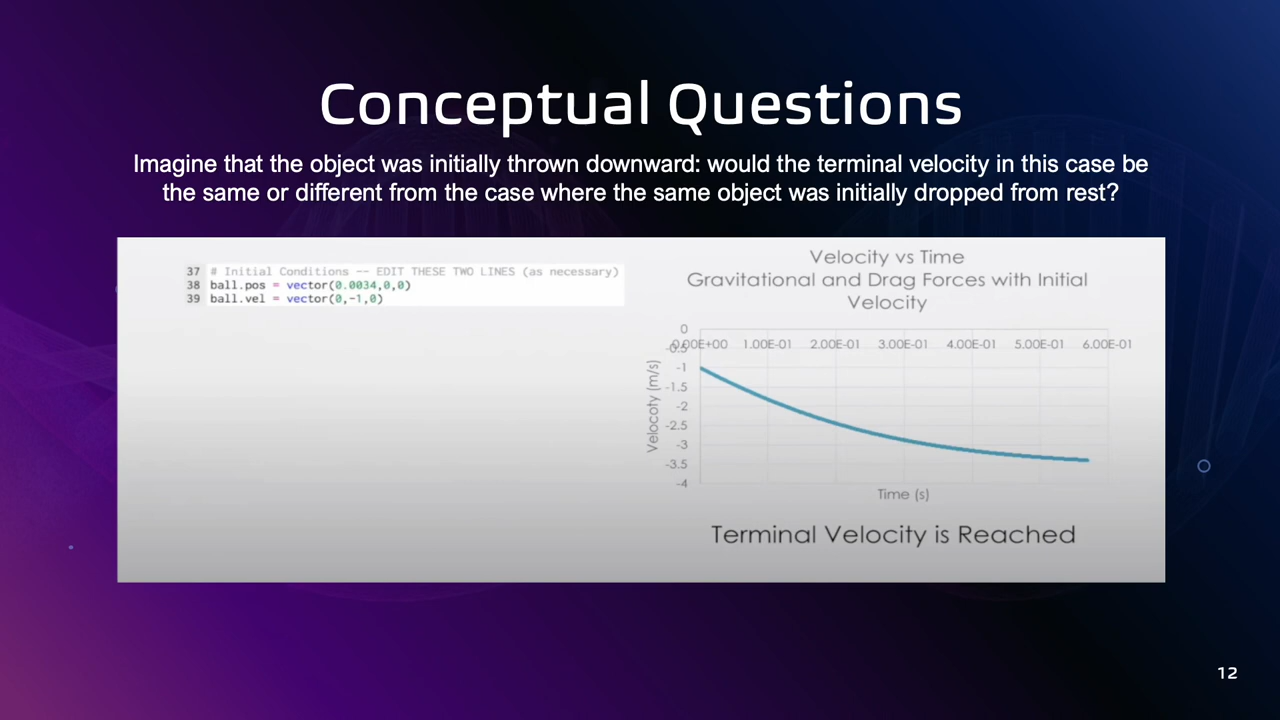 Conceptual Questions
Imagine that the object was initially thrown downward: would the terminal velocity in this case be
the same or different from the case where the same object was initially dropped from rest?
37 # Initial Conditions -- EDIT THESE TWO LINES (as necessary)
38 ball.pos = vector(0.0034,0,0)
39 ball.vel = vector(0,-1,0)
Velocity vs Time
Gravitational and Drag Forces with Initial
Velocity
0
0.00E+00 1.00E-01 2.00E-01 3.00E-01 4.00E-01 5.00E-01 6.00E-01
-0.5
-1
-1.5
-2
-2.5
-3
-3.5
-4
Velocoty (m/s)
Time (s)
Terminal Velocity is Reached
12